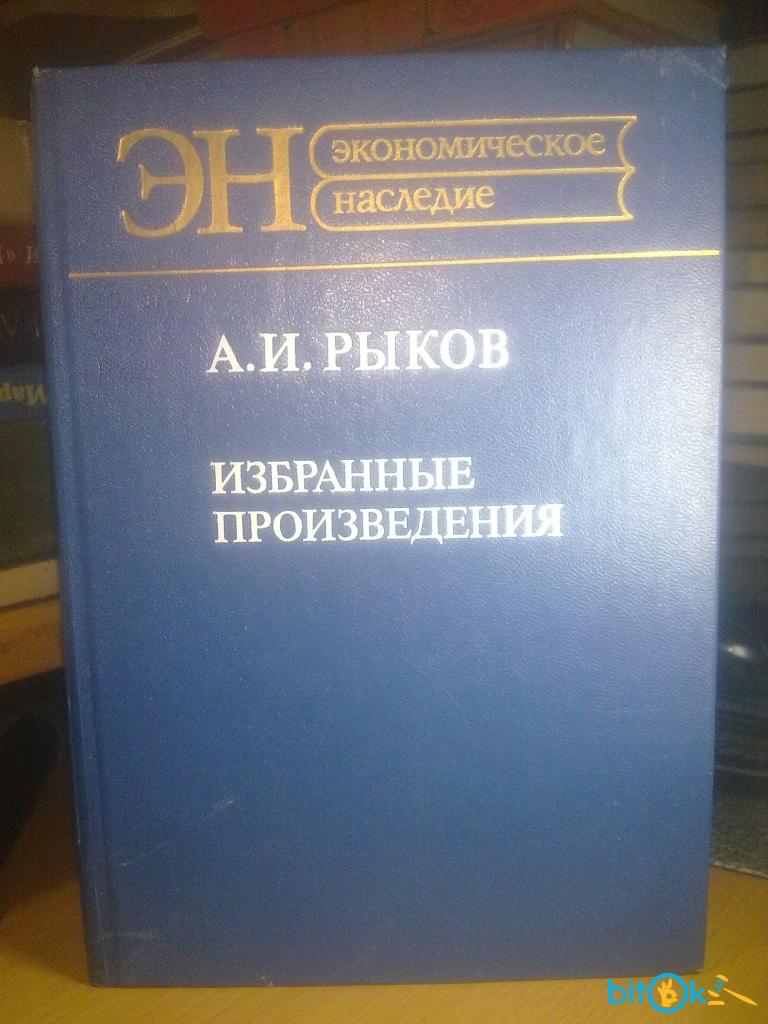 ЭН
экономическое
наследие
А.И. РЫКОВ
ИЗБРАННЫЕ
ПРОИЗВЕДЕНИЯ
bitok